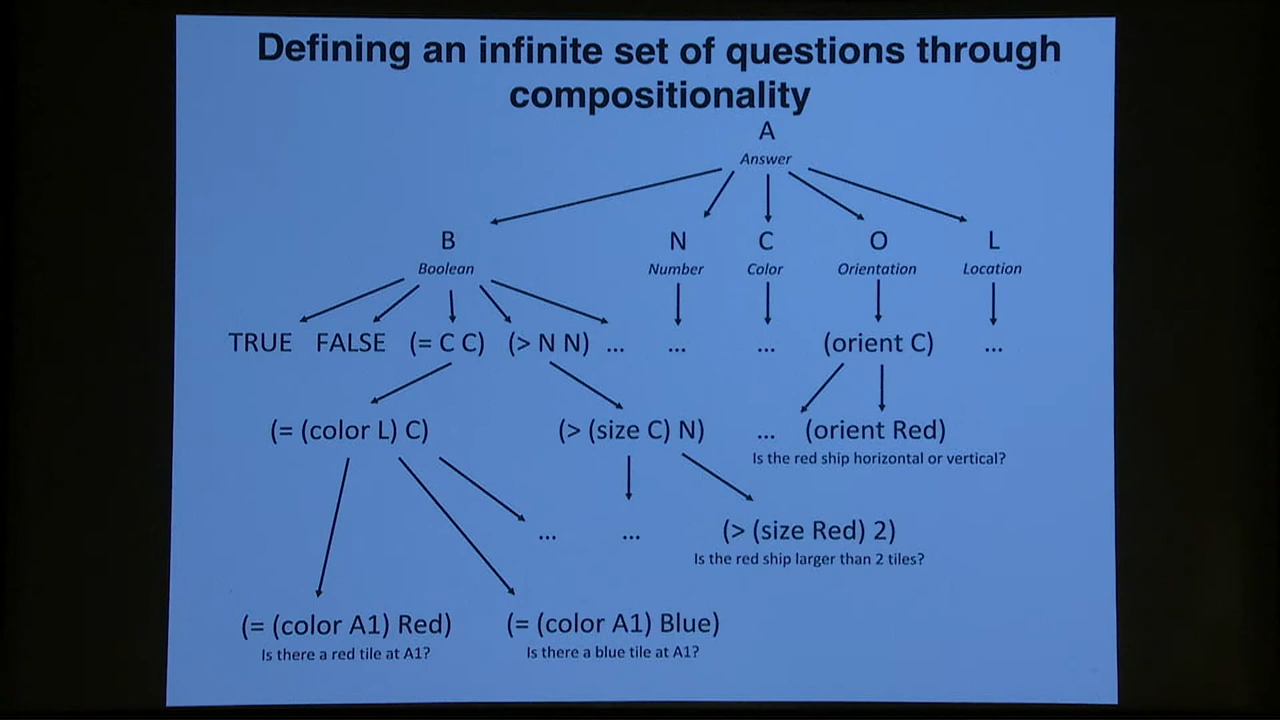 Defining an infinite set of questions through
compositionality
A
Answer
B N C O L
Boolean Number Color Orientation Location
TRUE FALSE (= C C) (> N N) ... ... ... (orient C) ...
(= (color L) C) (> (size C) N) ... (orient Red)
Is the red ship horizontal or vertical?
... ... (> (size Red) 2)
Is the red ship larger than 2 tiles?
(= (color A1) Red) (= (color A1) Blue)
Is there a red tile at A1? Is there a blue tile at A1?